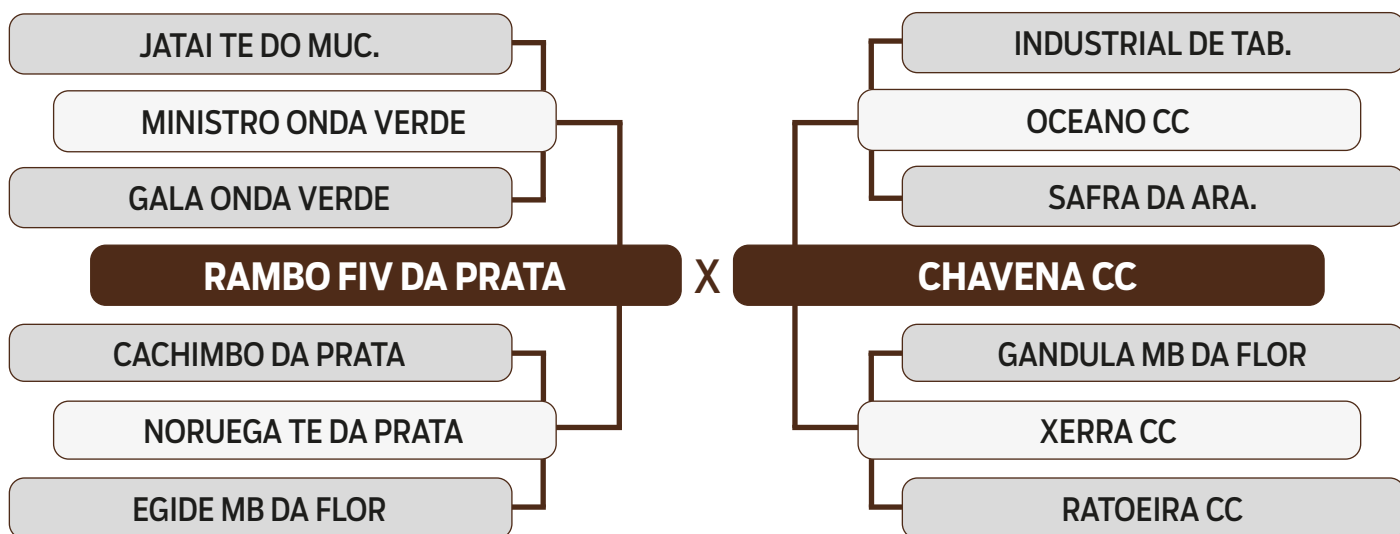 JATAI TE DO MUC.
MINISTRO ONDA VERDE
GALA ONDA VERDE
RAMBO FIV DA PRATA
CACHIMBO DA PRATA
NORUEGA TE DA PRATA
EGIDE MB DA FLOR
X
INDUSTRIAL DE TAB.
OCEANO CC
SAFRA DA ARA.
CHAVENA CC
GANDULA MB DA FLOR
XERRA CC
RATOEIRA CC